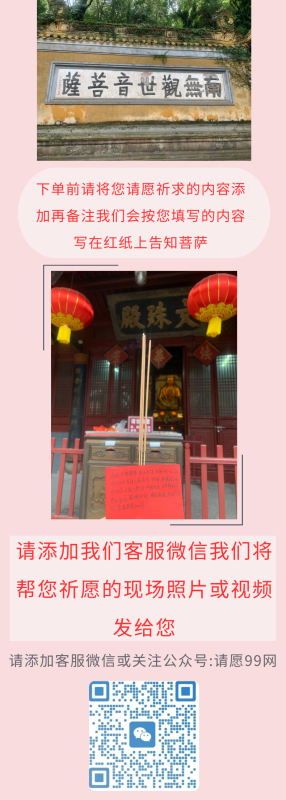 南無觀世音菩薩
下单前请将您请愿祈求的内容添
加再备注我们会按您填写的内容
写在红纸上告知菩萨
大珠殿
请添加我们客服微信我们将
帮您祈愿的现场照片或视频
发给您
请添加客服微信或关注公众号:请愿99网